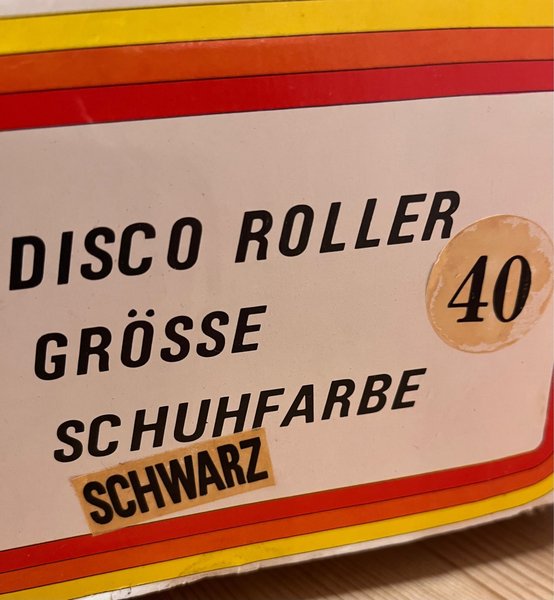 DISCO ROLLER
GRÖSSE 40
SCHUHFARBE
SCHWARZ